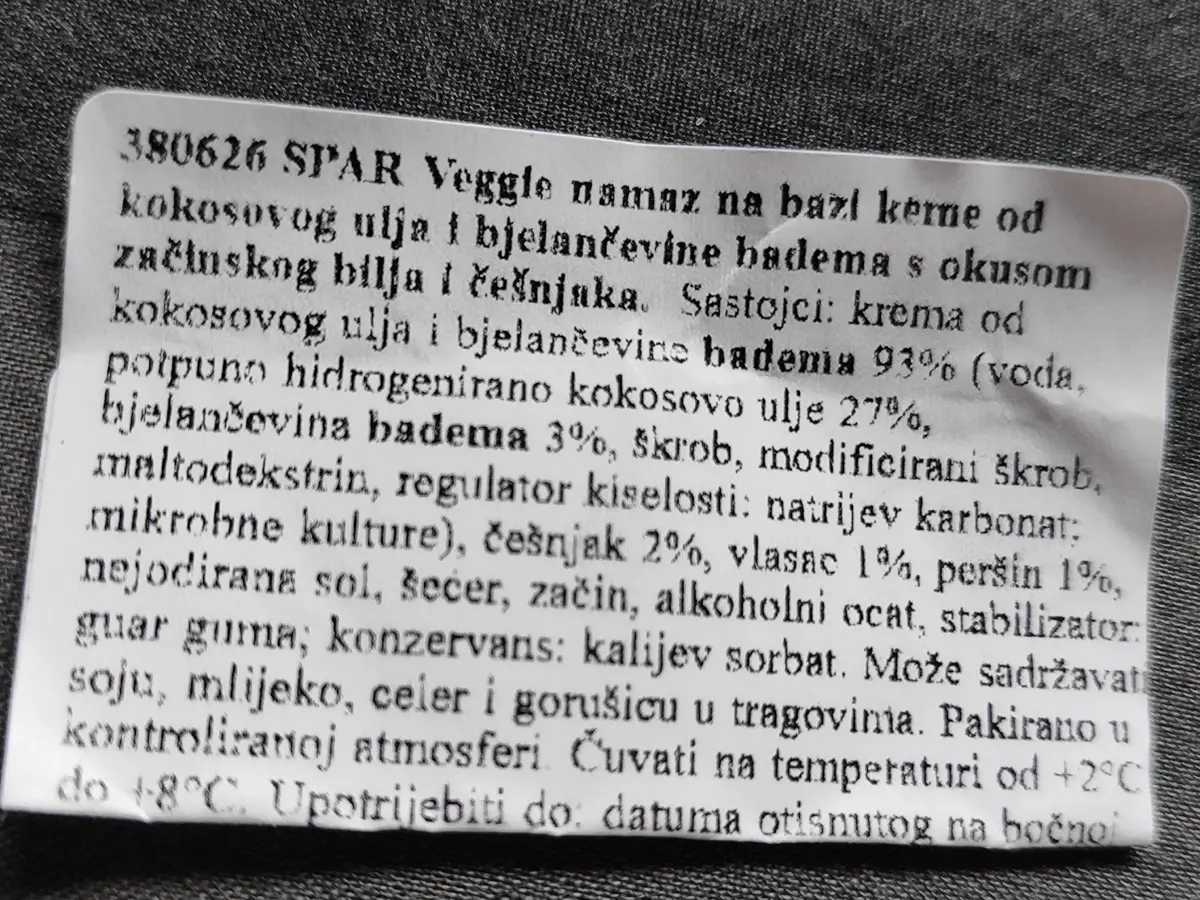 380626 SPAR Veggie namaz na bazi keme od
kokosovog ulja i bjelančevine badema s okusom
začinskog bilja i češnjaka. Sastojci: krema od
kokosovog ulja i bjelančevine badema 93% (voda,
potpuno hidrogenirano kokosovo ulje 27%,
bjelančevina badema 3%, škrob, modificirani škrob,
maltodekstrin, regulator kiselosti: natrijev karbonat;
mikrobne kulture), češnjak 2%, vlasac 1%, peršin 1%,
nejodirana sol, šećer, začin, alkoholni ocat, stabilizator:
guar guma; konzervans: kalijev sorbat. Može sadržavati
soju, mlijeko, celer i gorušicu u tragovima. Pakirano u
kontroliranoj atmosferi. Čuvati na temperaturi od +2°C
do +8°C. Upotrijebiti do: datuma otisnutog na bočnoj